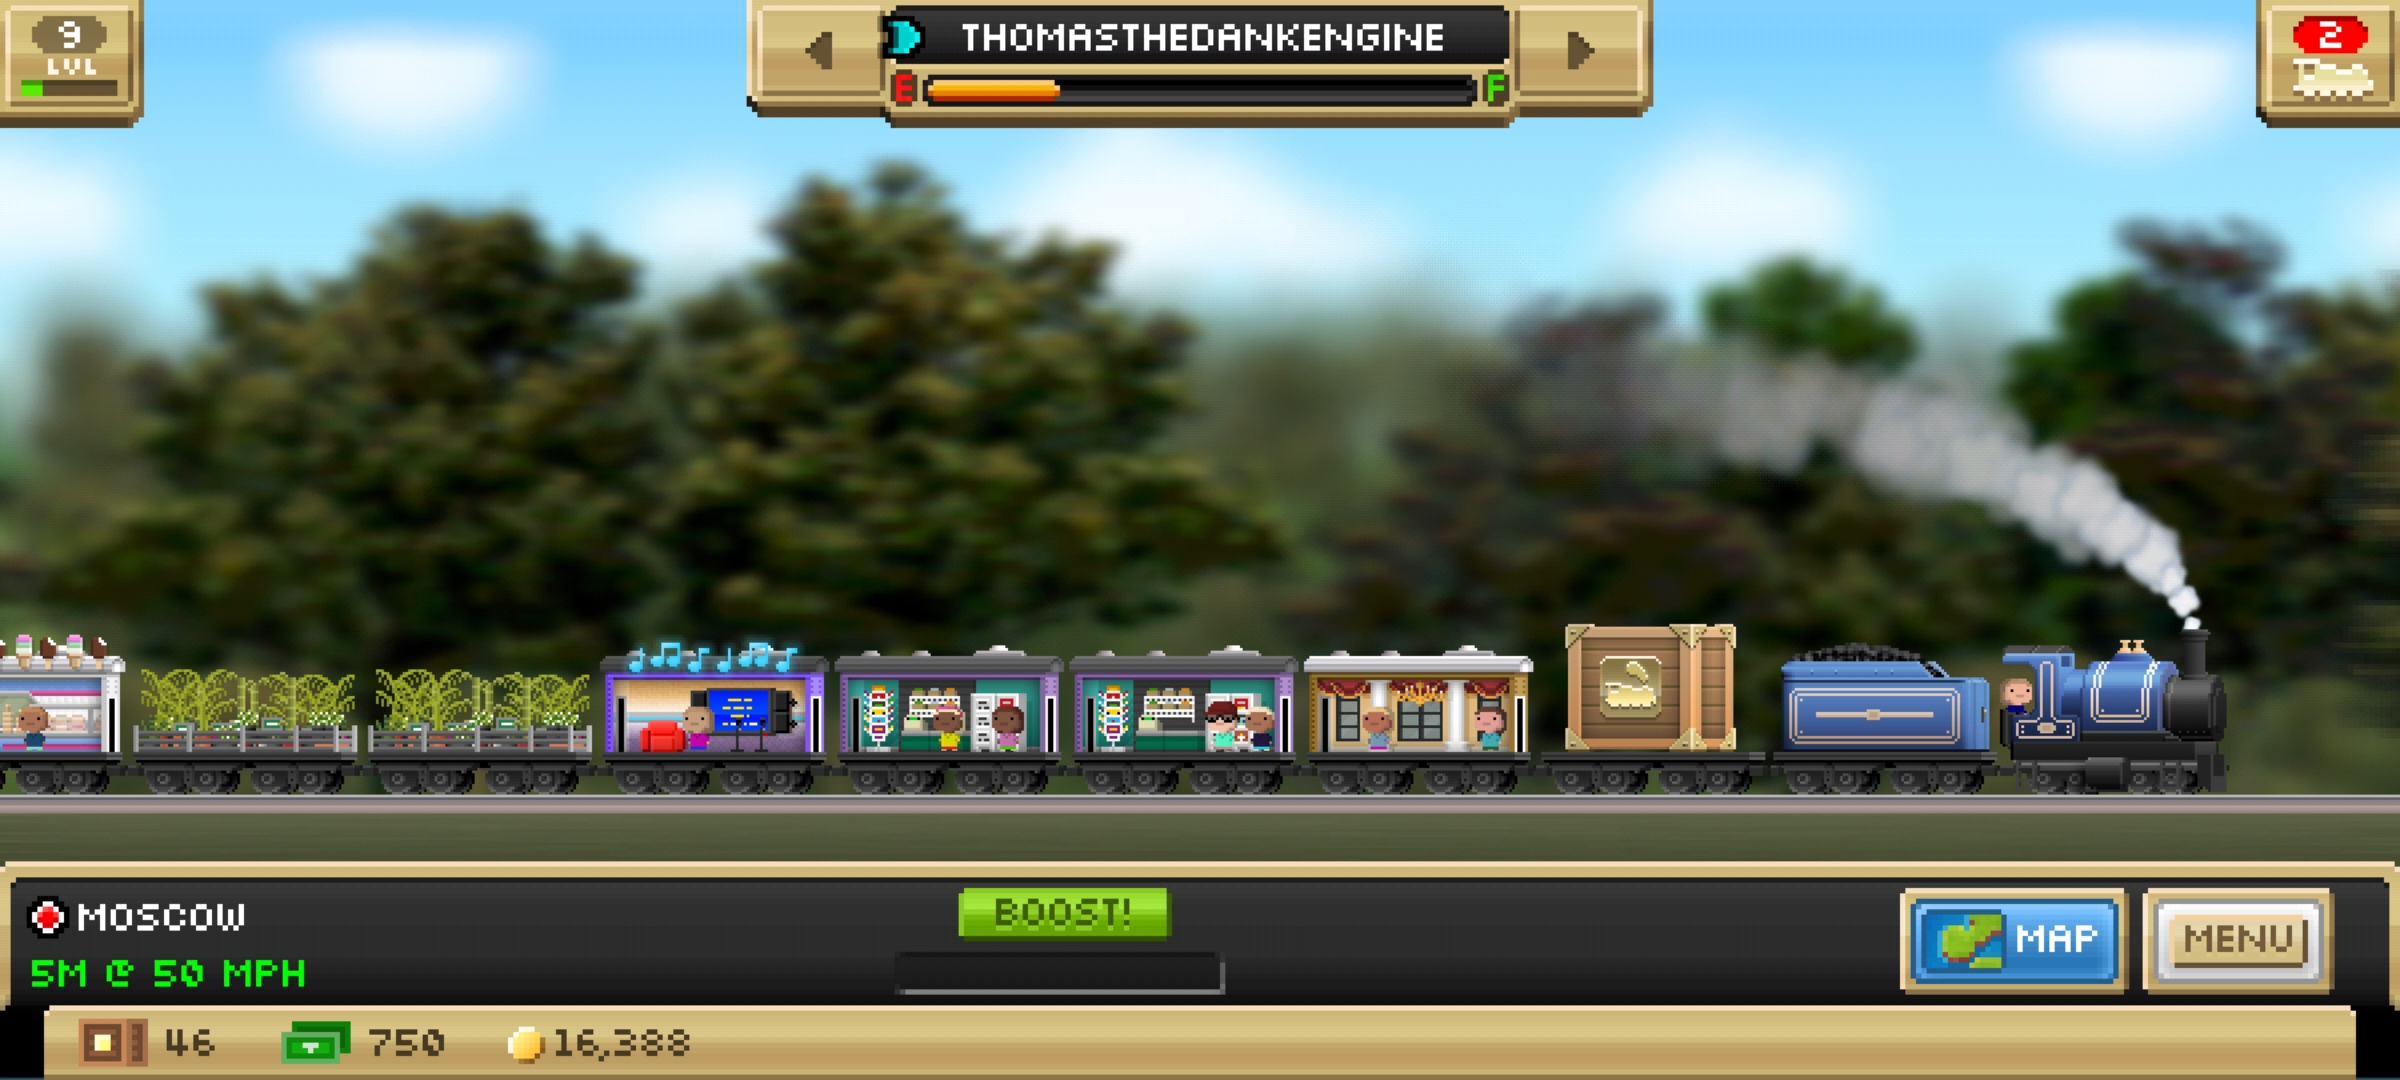 9
LVL
THOMASTHEDANKENGINE
E F
2
MOSCOW
5M @ 50 MPH
BOOST!
MAP
MENU
46 750 16,388